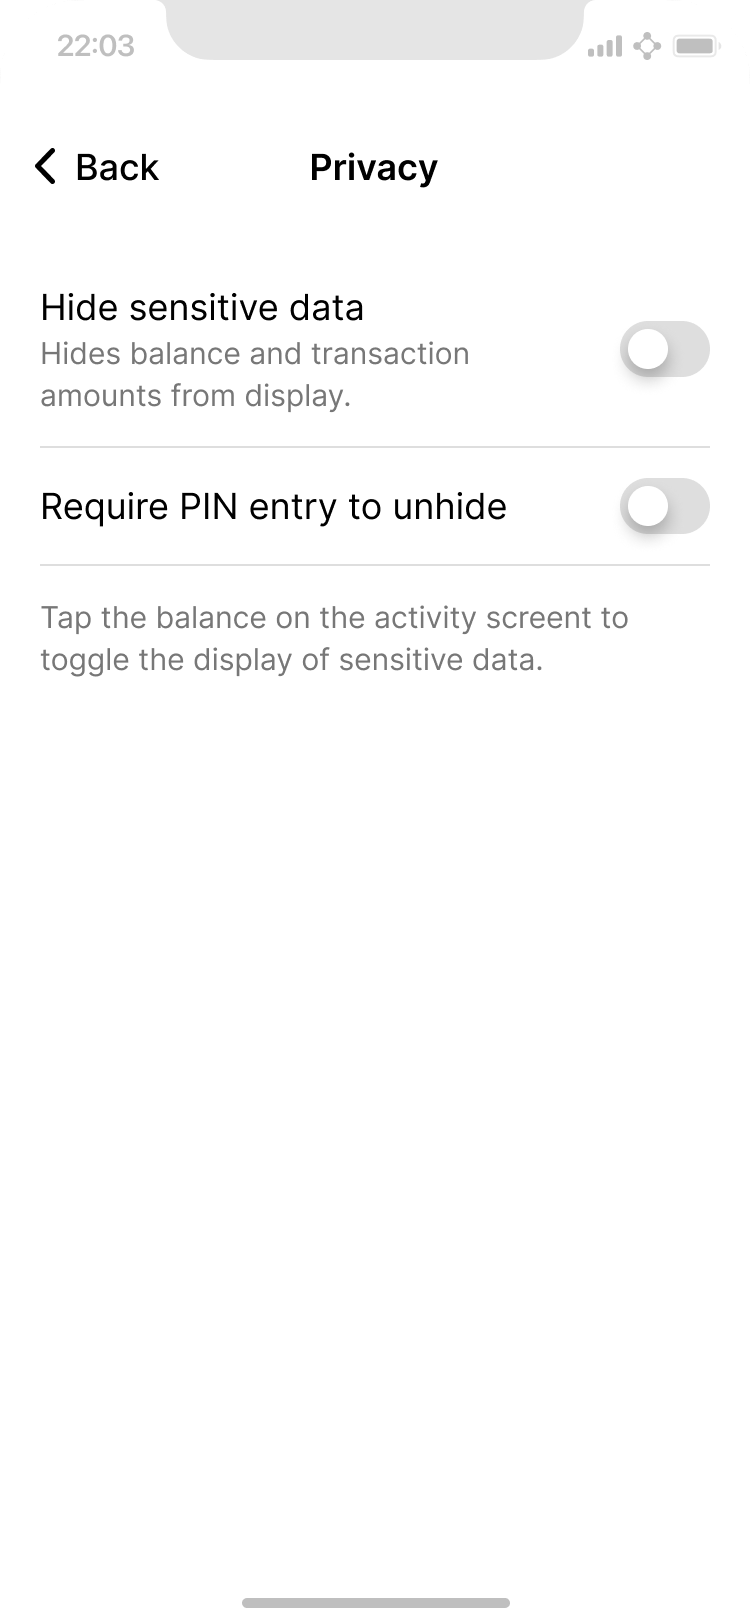 22:03
Back
Privacy
Hide sensitive data
Hides balance and transaction
amounts from display.
Require PIN entry to unhide
Tap the balance on the activity screent to
toggle the display of sensitive data.